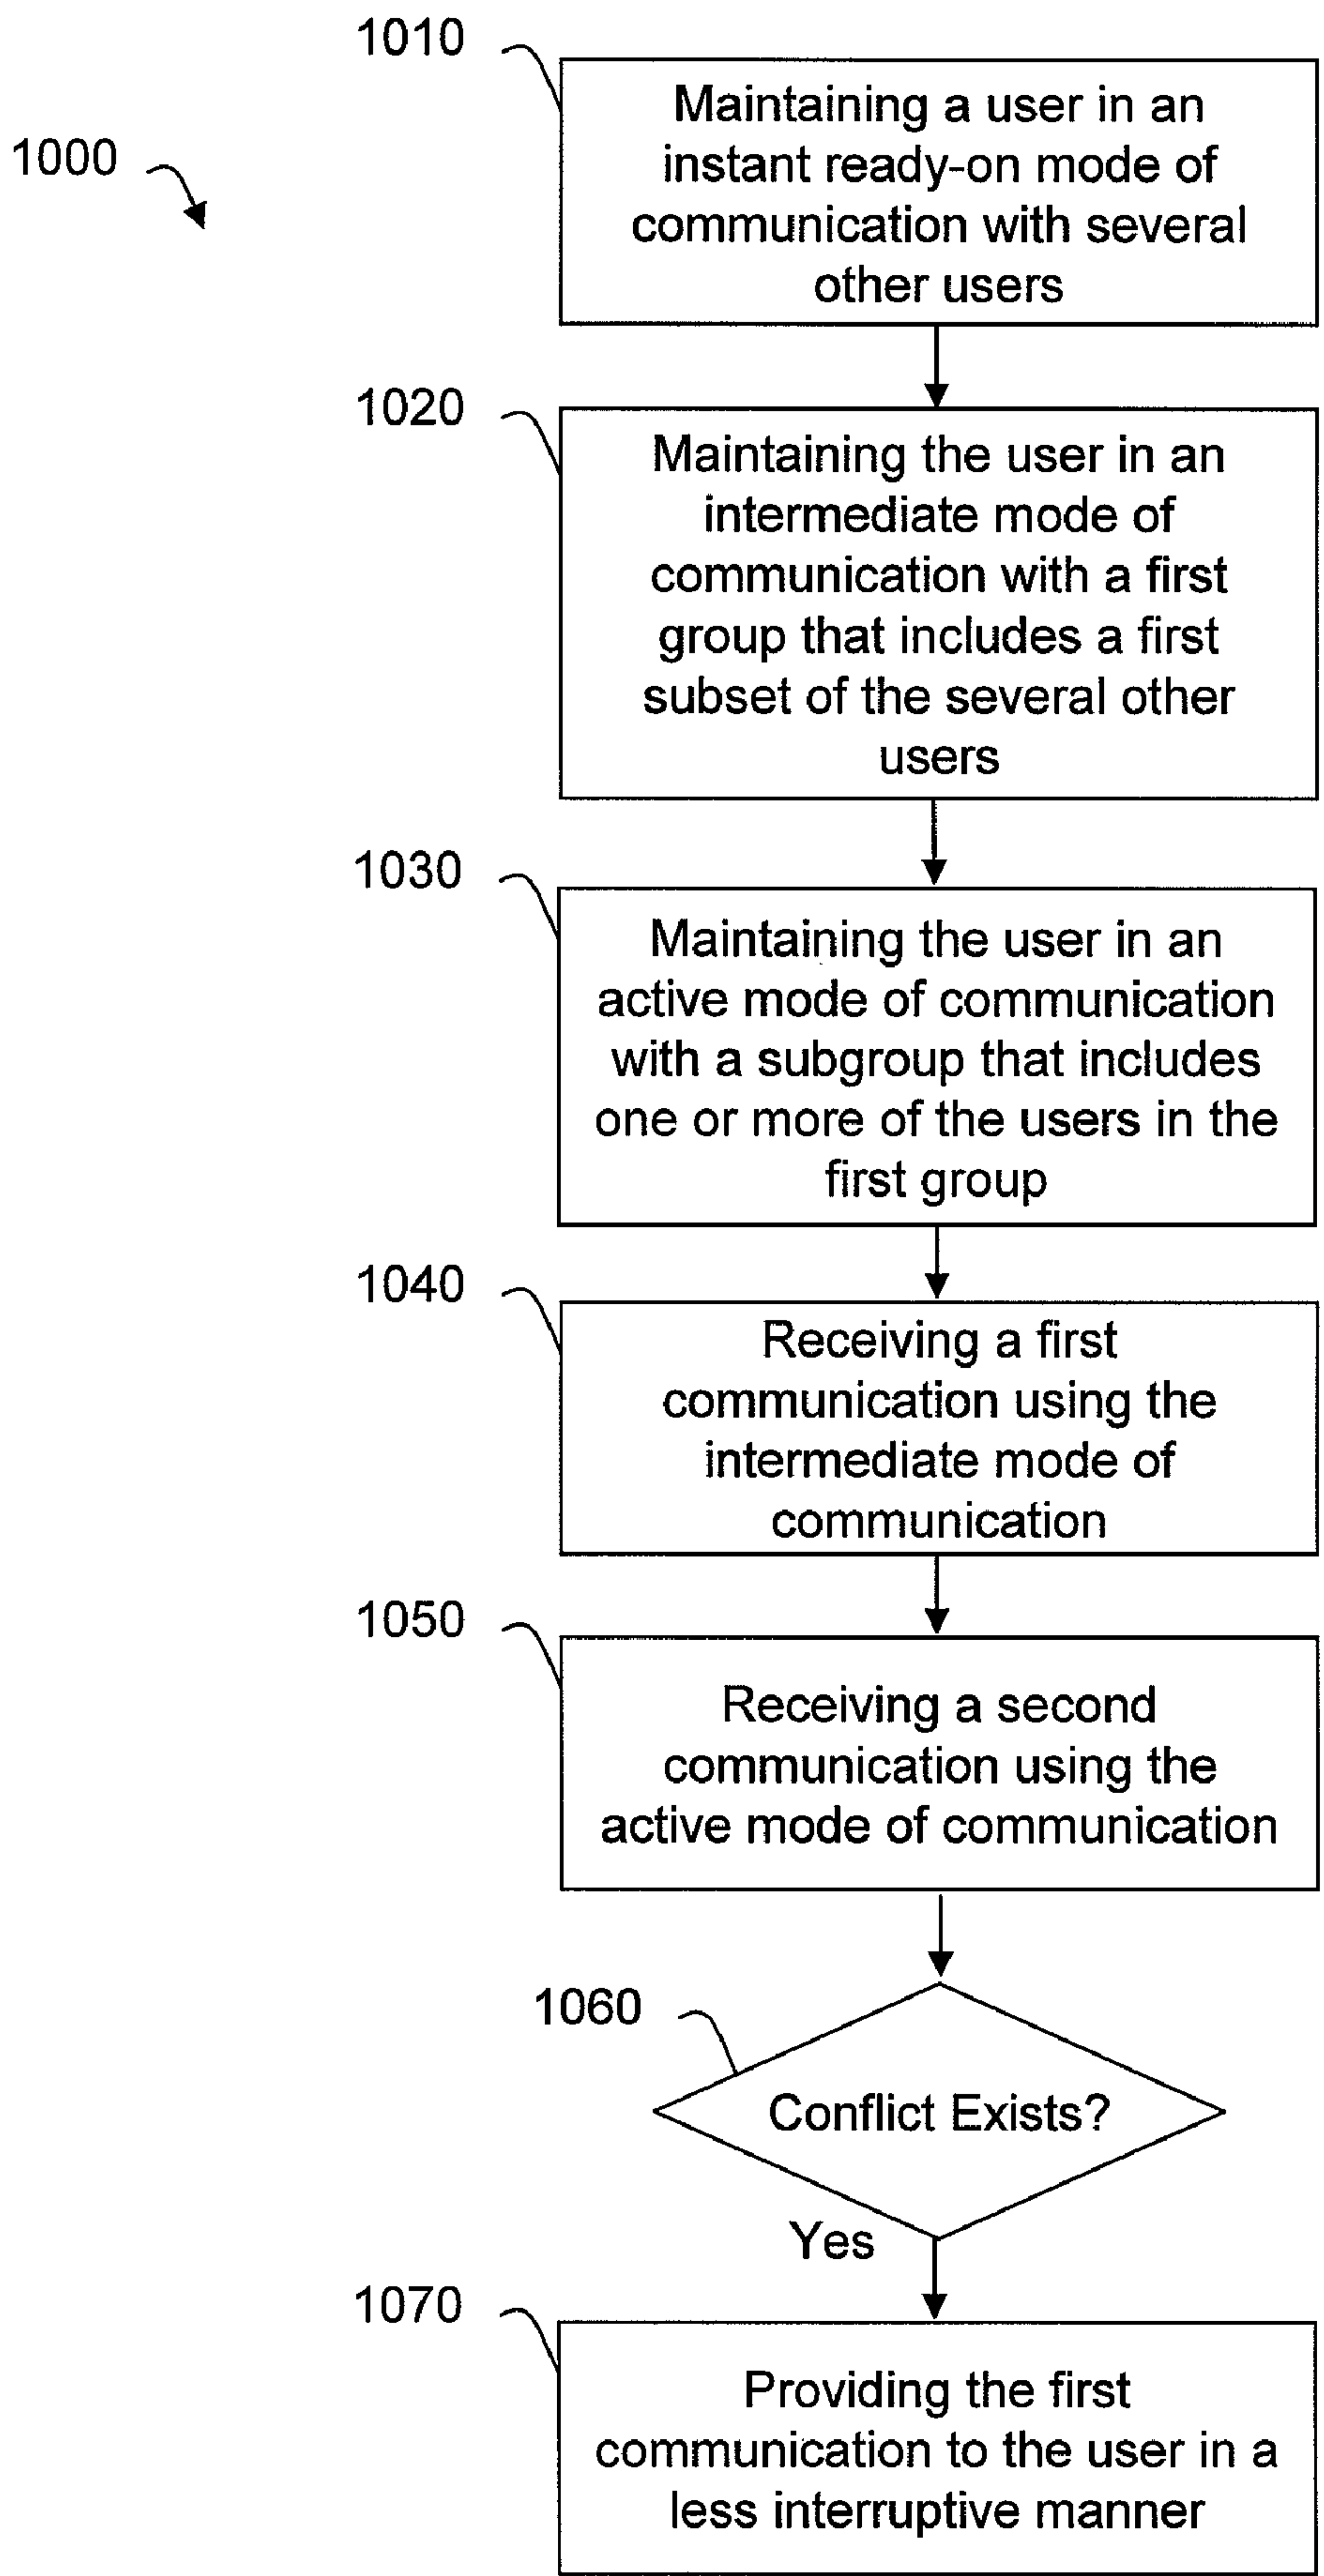 1010
1000
Maintaining a user in an
instant ready-on mode of
communication with several
other users
1020
Maintaining the user in an
intermediate mode of
communication with a first
group that includes a first
subset of the several other
users
1030
Maintaining the user in an
active mode of communication
with a subgroup that includes
one or more of the users in the
first group
1040
Receiving a first
communication using the
intermediate mode of
communication
1050
Receiving a second
communication using the
active mode of communication
1060
Conflict Exists?
Yes
1070
Providing the first
communication to the user in a
less interruptive manner